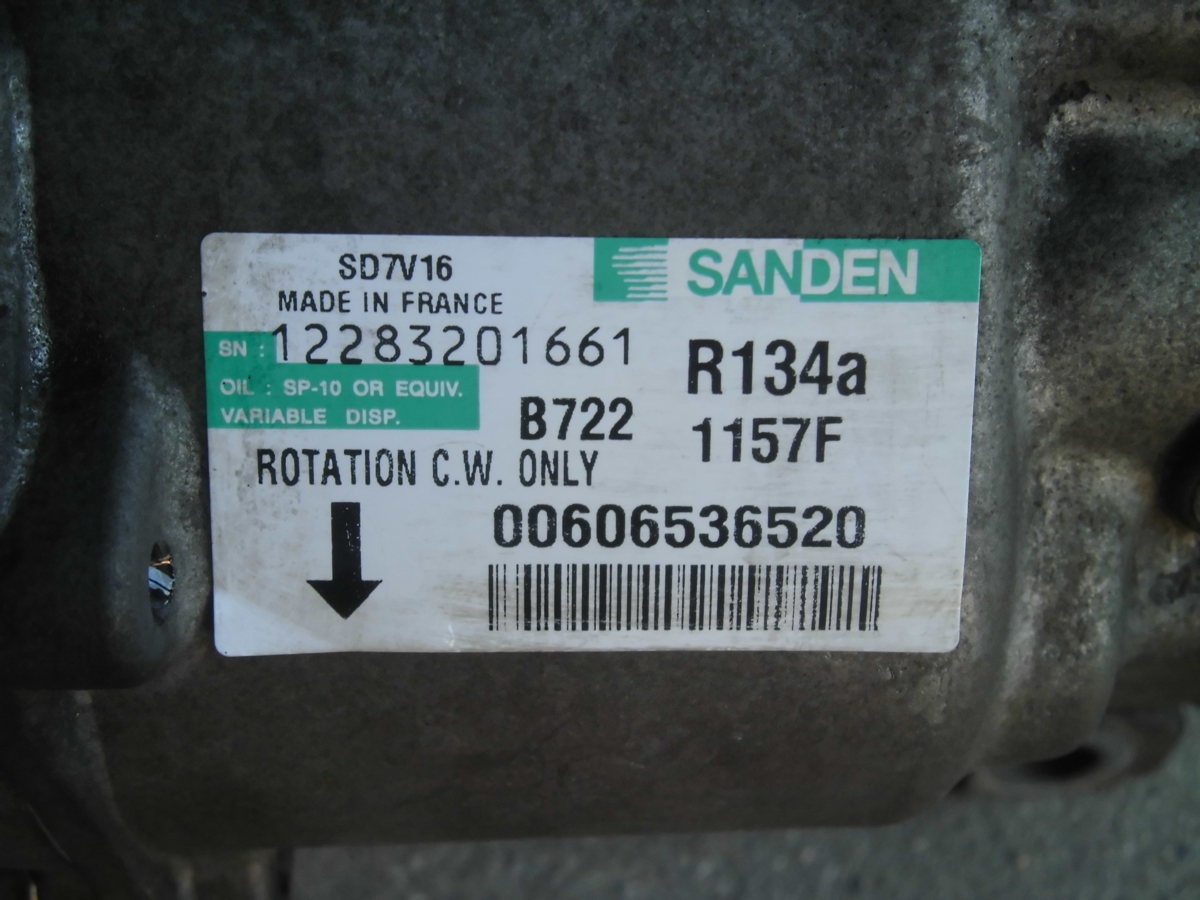 SD7V16
MADE IN FRANCE
SANDEN
SN : 12283201661
R134a
OIL : SP-10 OR EQUIV.
VARIABLE DISP.
B722
1157F
ROTATION C.W. ONLY
00606536520